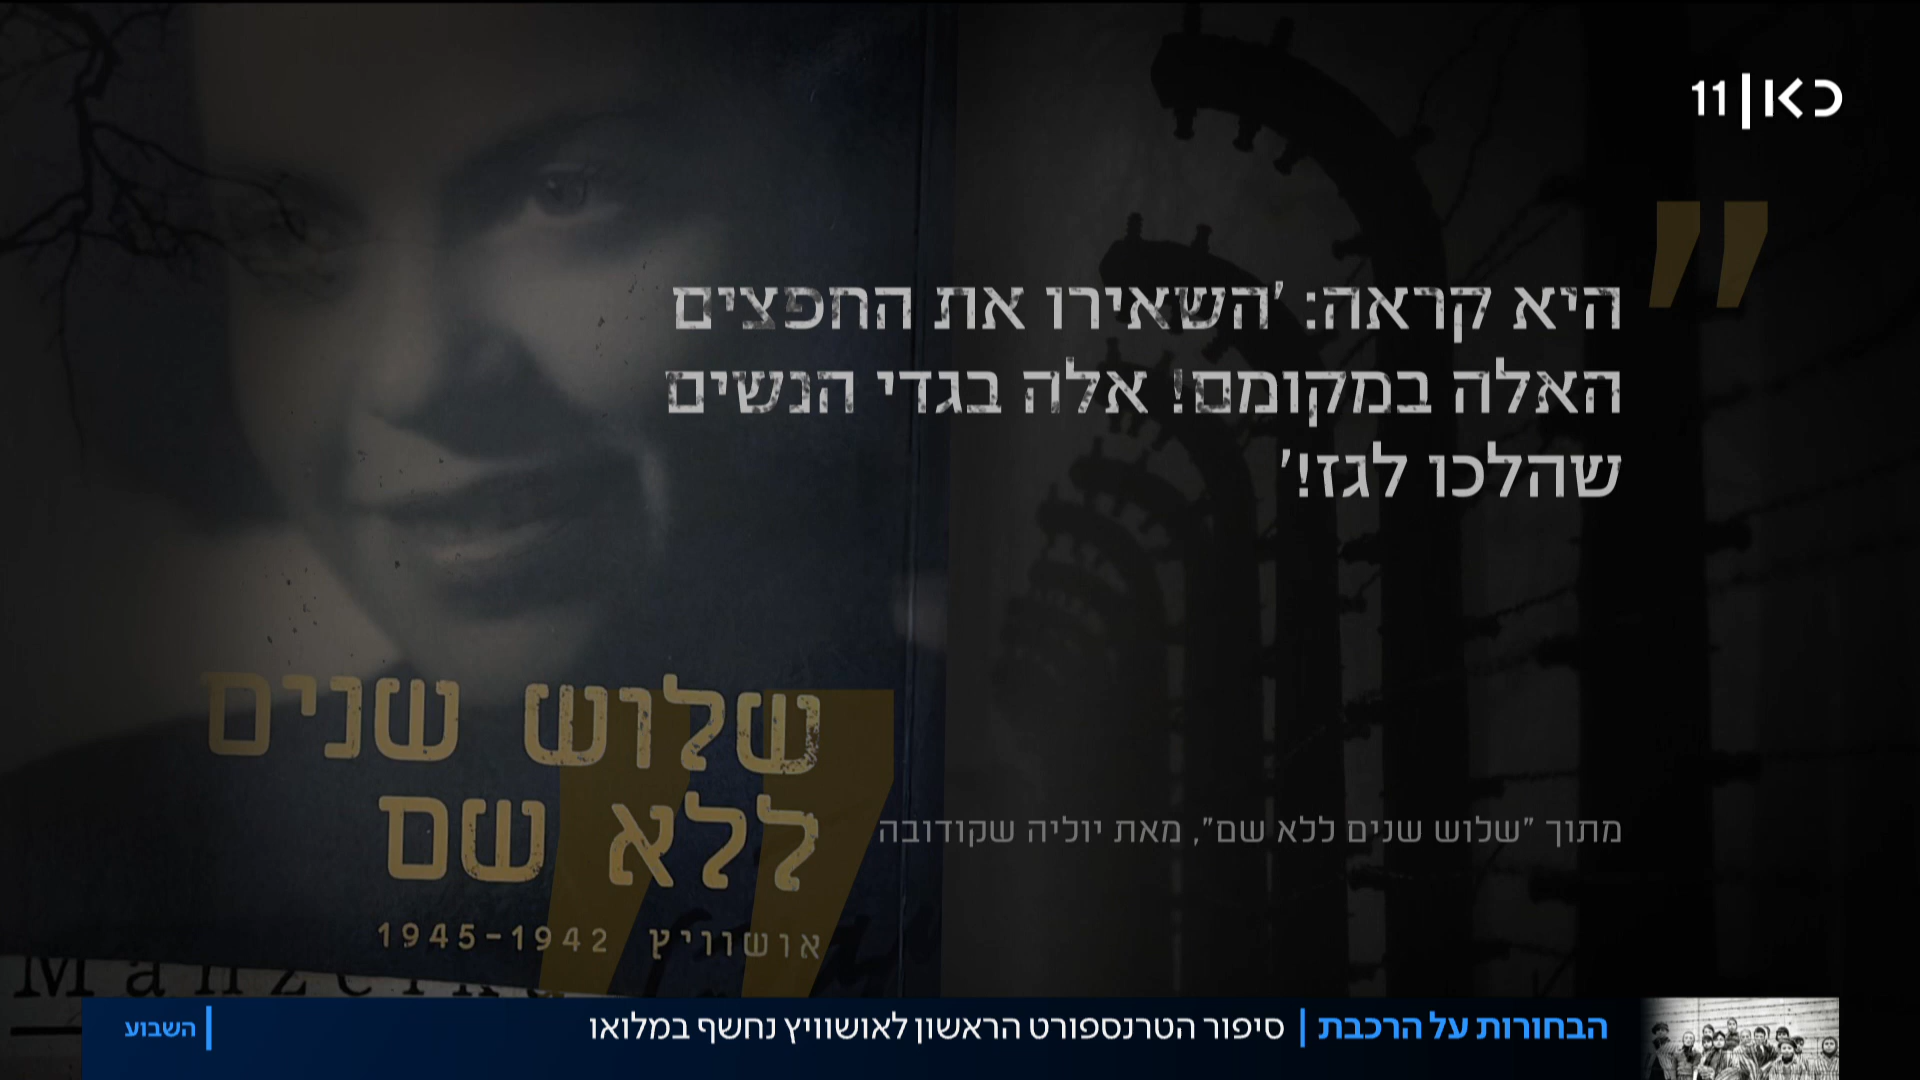 כאן 11
"
היא קראה: 'השאירו את החפצים
האלה במקומם! אלה בגדי הנשים
שהלכו לגז!'
שלוש שנים
ללא שם
אושוויץ 1942-1945
מתוך "שלוש שנים ללא שם", מאת יוליה שקודובה
"
הבחורות על הרכבת | סיפור הטרנספורט הראשון לאושוויץ נחשף במלואו
השבוע